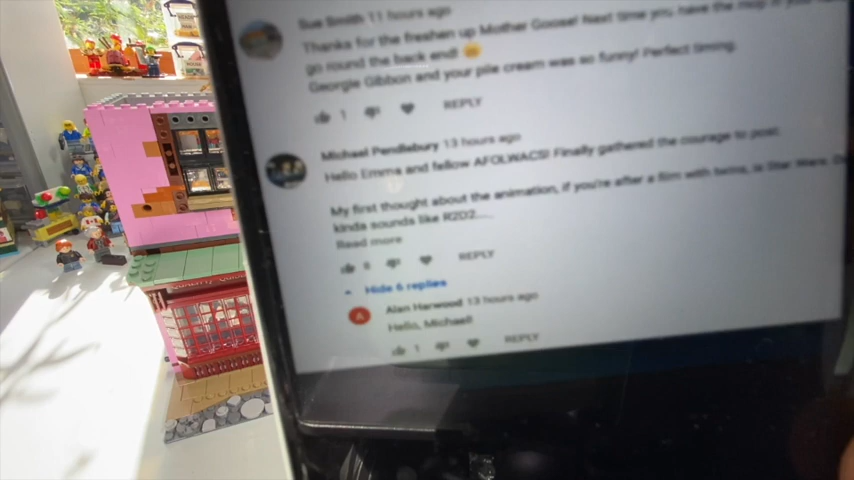 Sue Smith 11 hours ago
Thanks for the freshen up Mother Goose! Next time you have the mop in your
go round the back end!
Georgie Gibbon and your pile cream was so funny! Perfect timing.
1 REPLY
Michael Pendlebury 13 hours ago
Hello Emma and fellow AFOLWACS! Finally gathered the courage to post.
My first thought about the animation, if you're after a film with twins, is Star Wars.
kinda sounds like R2D2....
Read more
8 REPLY
Hide 6 replies
A
Alan Harwood 13 hours ago
Hello, Michael!
1 REPLY